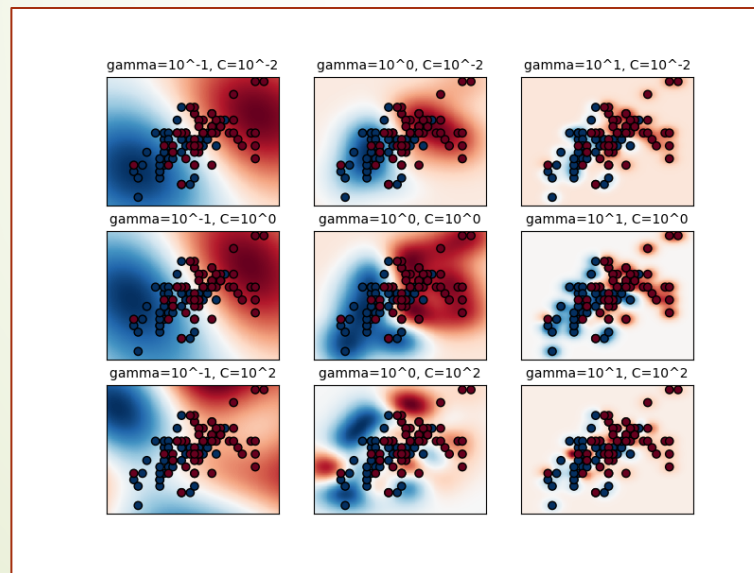 gamma=10^-1, C=10^-2
gamma=10^0, C=10^-2
gamma=10^1, C=10^-2
gamma=10^-1, C=10^0
gamma=10^0, C=10^0
gamma=10^1, C=10^0
gamma=10^-1, C=10^2
gamma=10^0, C=10^2
gamma=10^1, C=10^2